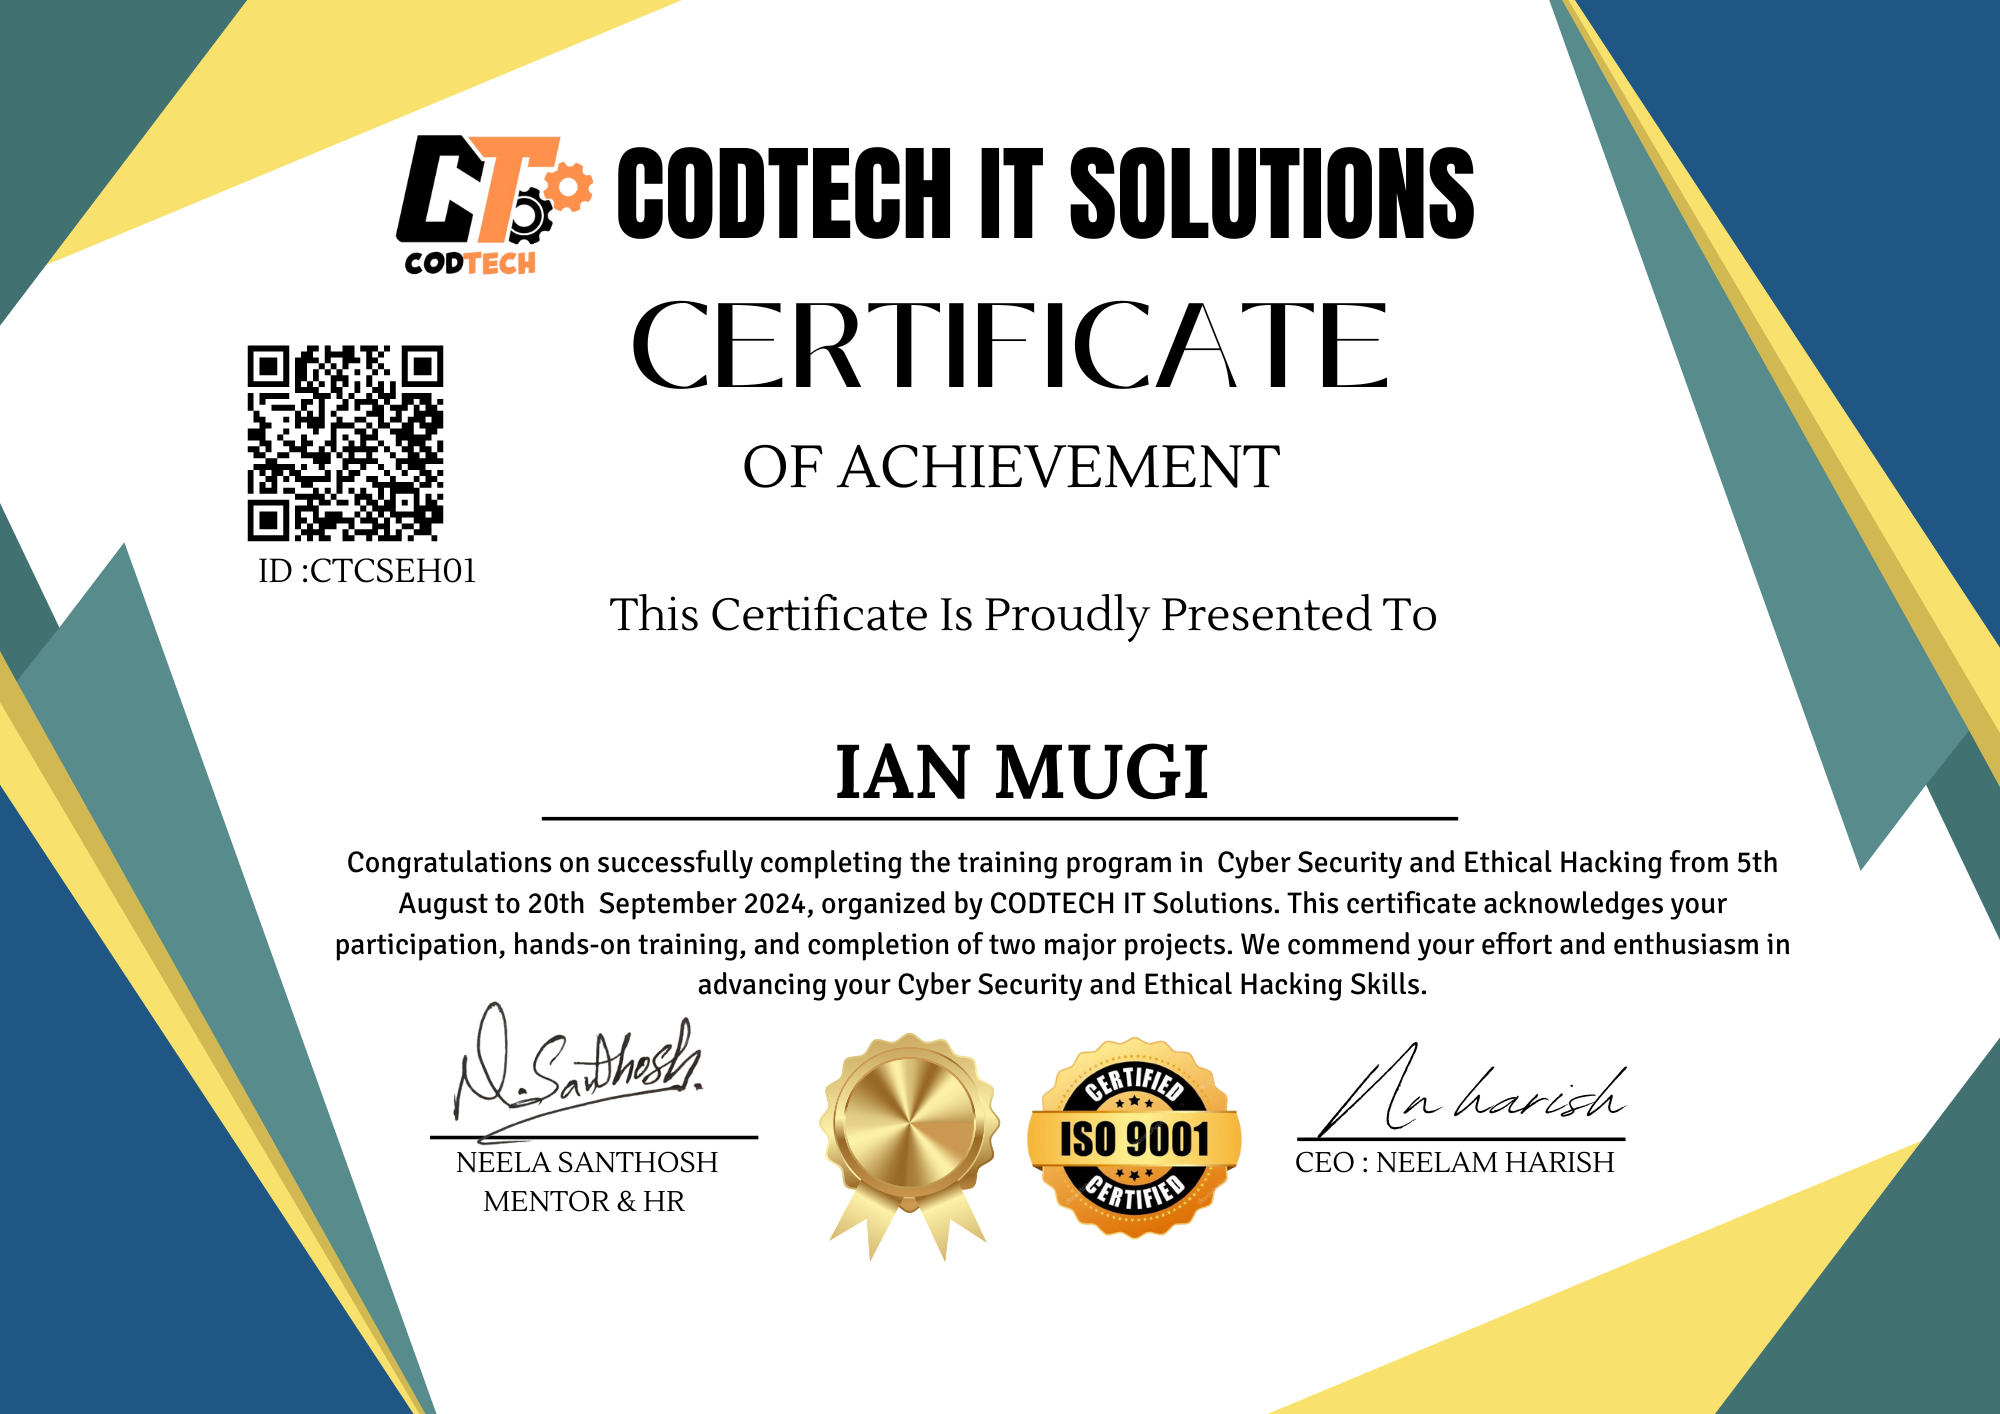 CT
CODTECH
CODTECH IT SOLUTIONS
CERTIFICATE
OF ACHIEVEMENT
ID :CTCSEH01
This Certificate Is Proudly Presented To
IAN MUGI
Congratulations on successfully completing the training program in  Cyber Security and Ethical Hacking from 5th
August to 20th  September 2024, organized by CODTECH IT Solutions. This certificate acknowledges your
participation, hands-on training, and completion of two major projects. We commend your effort and enthusiasm in
advancing your Cyber Security and Ethical Hacking Skills.
N.Santhosh.
NEELA SANTHOSH
MENTOR & HR
CERTIFIED
ISO 9001
CERTIFIED
Nn harish
CEO : NEELAM HARISH